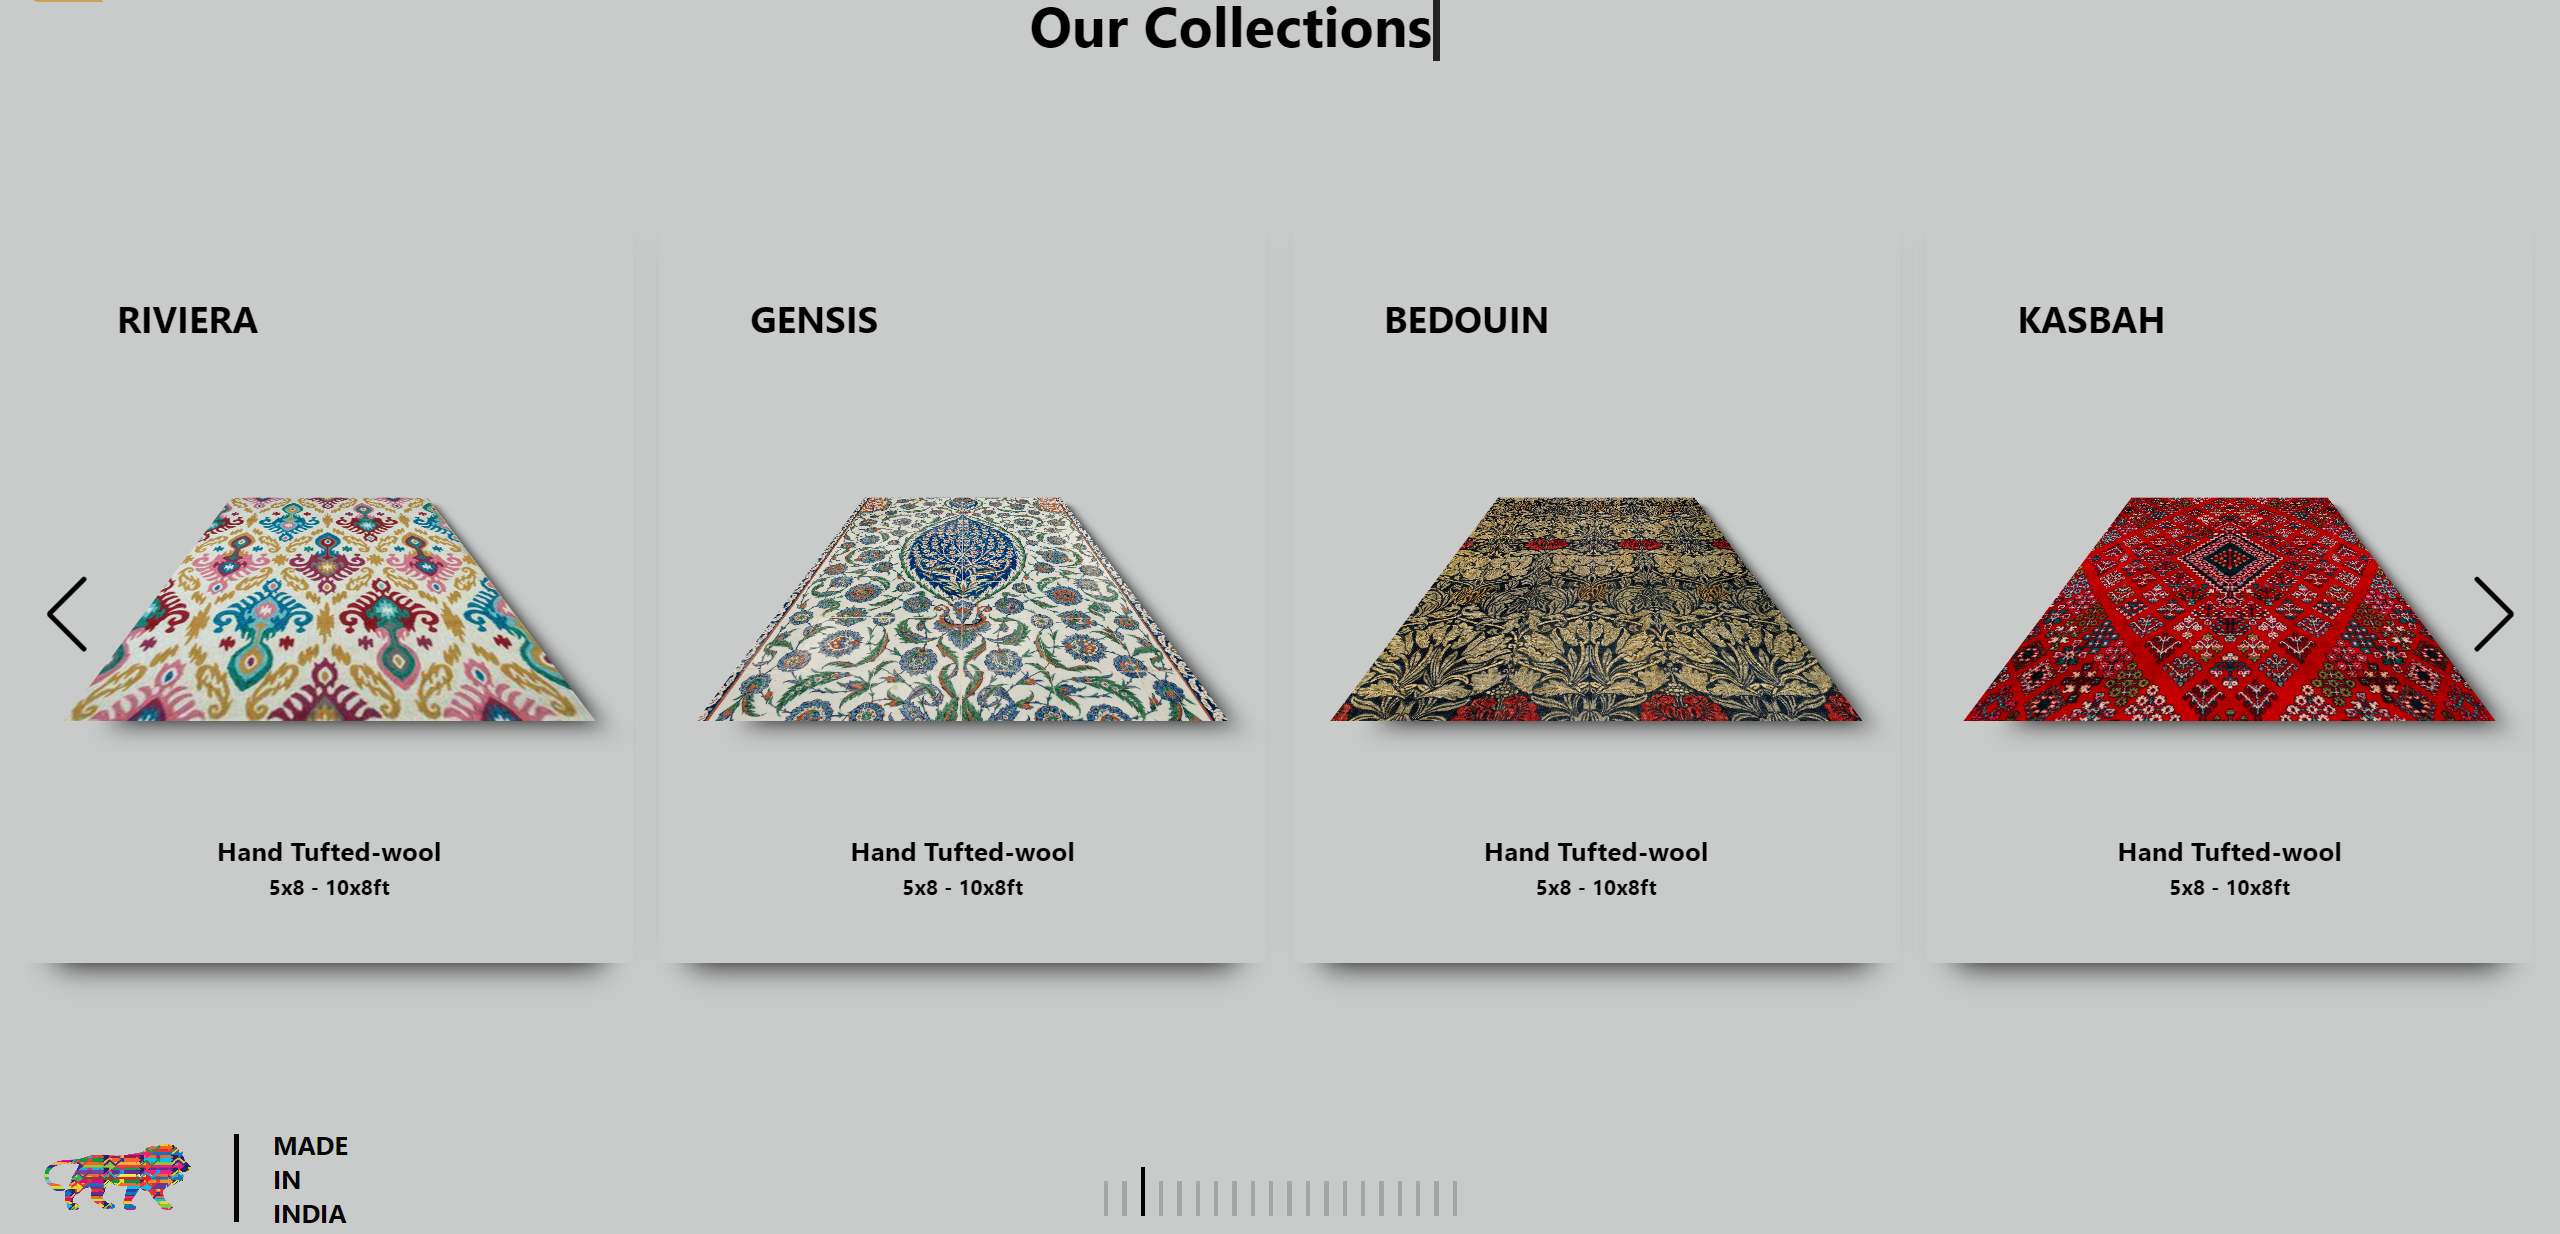 Our Collections
RIVIERA
GENSIS
BEDOUIN
KASBAH
Hand Tufted-wool
5x8 - 10x8ft
Hand Tufted-wool
5x8 - 10x8ft
Hand Tufted-wool
5x8 - 10x8ft
Hand Tufted-wool
5x8 - 10x8ft
MADE
IN
INDIA